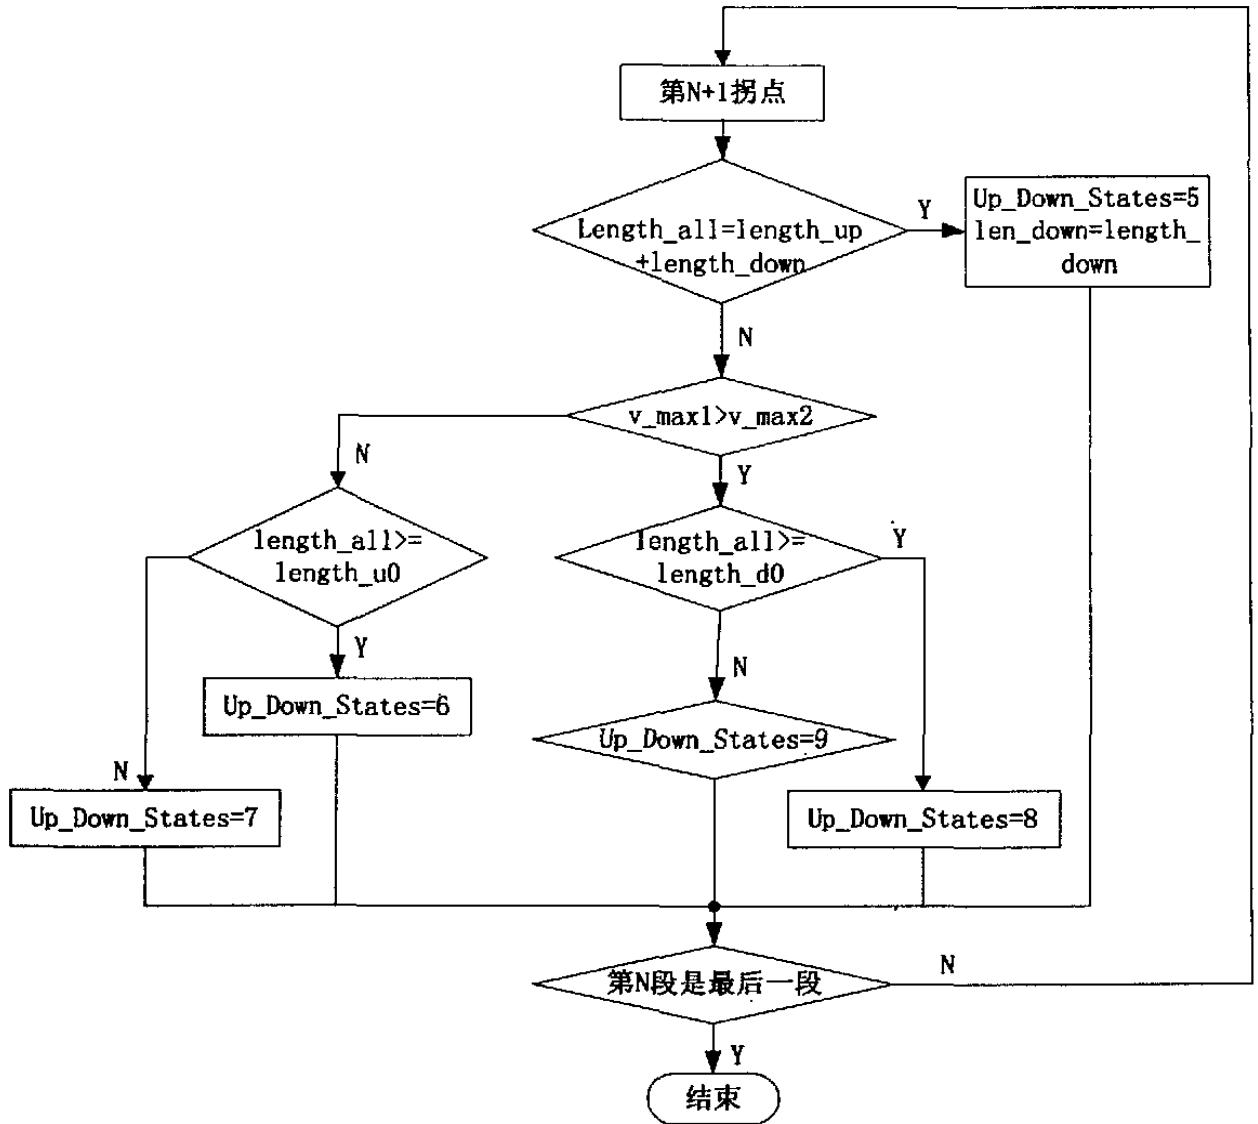 第N+1拐点
Length_all=length_up
+length_down
Y
Up_Down_States=5
len_down=length_
down
N
v_max1>v_max2
N
Y
length_all>=
length_u0
length_all>=
length_d0
Y
Y
N
Up_Down_States=6
Up_Down_States=9
N
Up_Down_States=7
Up_Down_States=8
第N段是最后一段
N
Y
结束